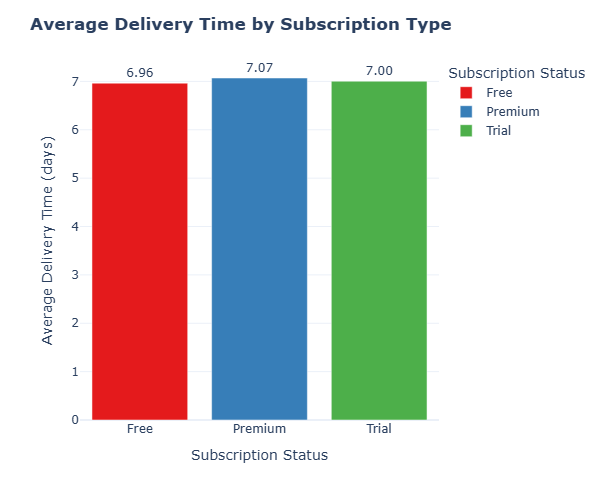 Average Delivery Time by Subscription Type
Subscription Status
Free
Premium
Trial
6.96
7.07
7.00
7
6
5
4
3
2
1
0
Average Delivery Time (days)
Free
Premium
Trial
Subscription Status